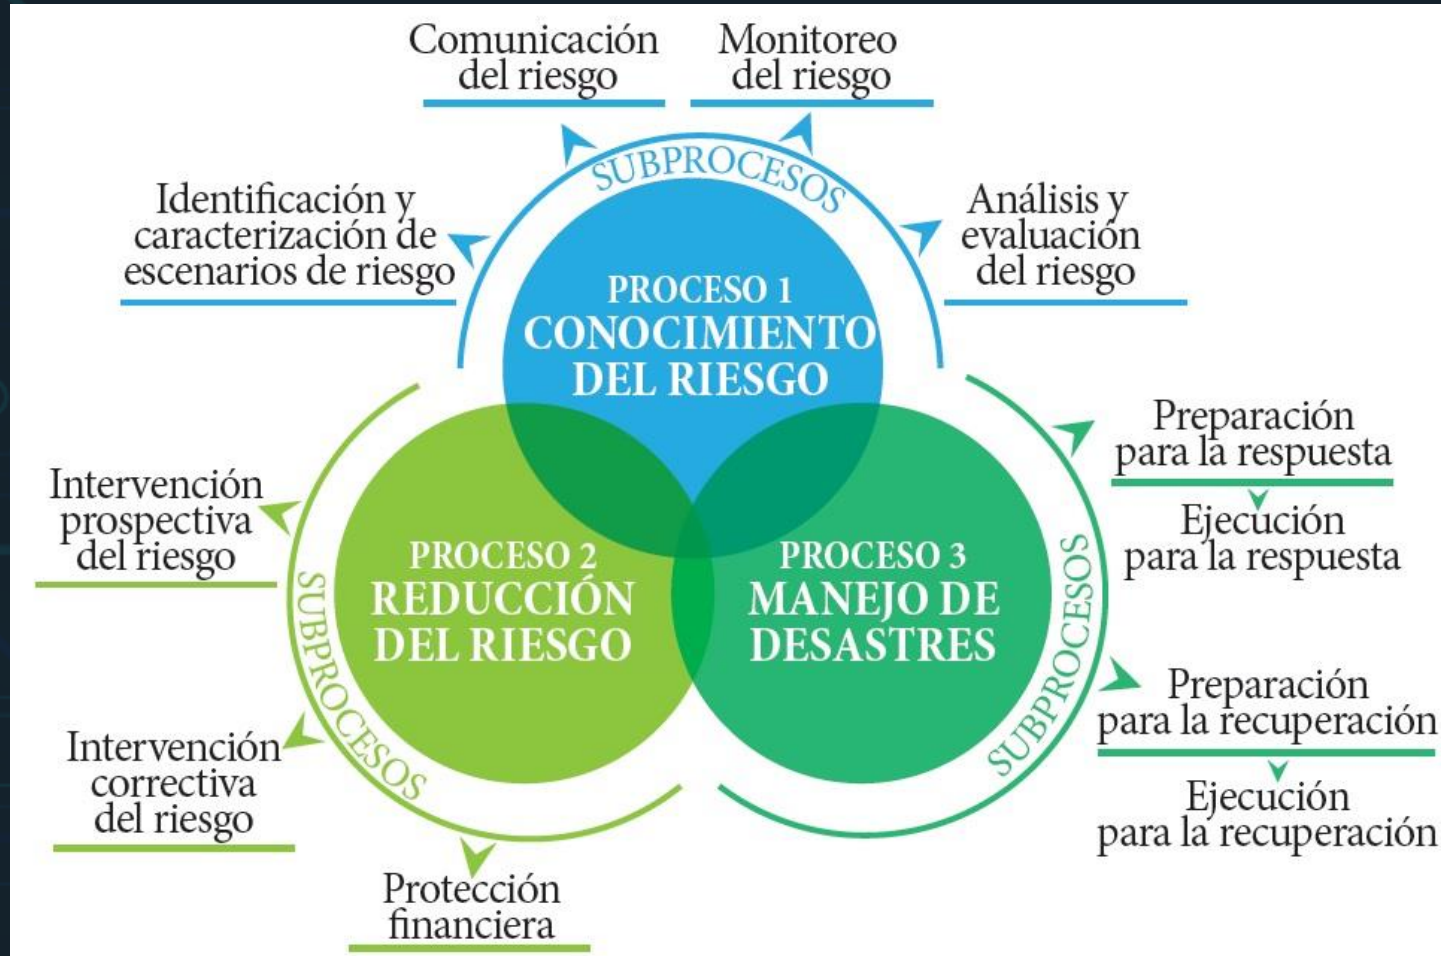 Comunicación
del riesgo
Monitoreo
del riesgo
SUBPROCESOS
Identificación y
caracterización de
escenarios de riesgo
Análisis y
evaluación
del riesgo
PROCESO 1
CONOCIMIENTO
DEL RIESGO
Intervención
prospectiva
del riesgo
SUBPROCESOS
Intervención
correctiva
del riesgo
Protección
financiera
PROCESO 2
REDUCCIÓN
DEL RIESGO
PROCESO 3
MANEJO DE
DESASTRES
SUBPROCESOS
Preparación
para la respuesta
Ejecución
para la respuesta
Preparación
para la recuperación
Ejecución
para la recuperación